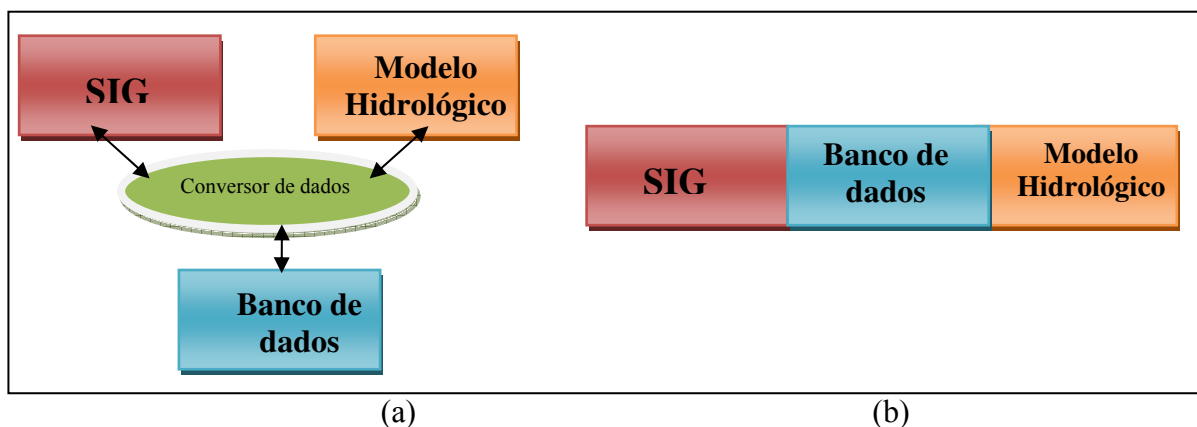 SIG
Modelo
Hidrológico
Conversor de dados
Banco de
dados
SIG
Banco de
dados
Modelo
Hidrológico
(a)
(b)